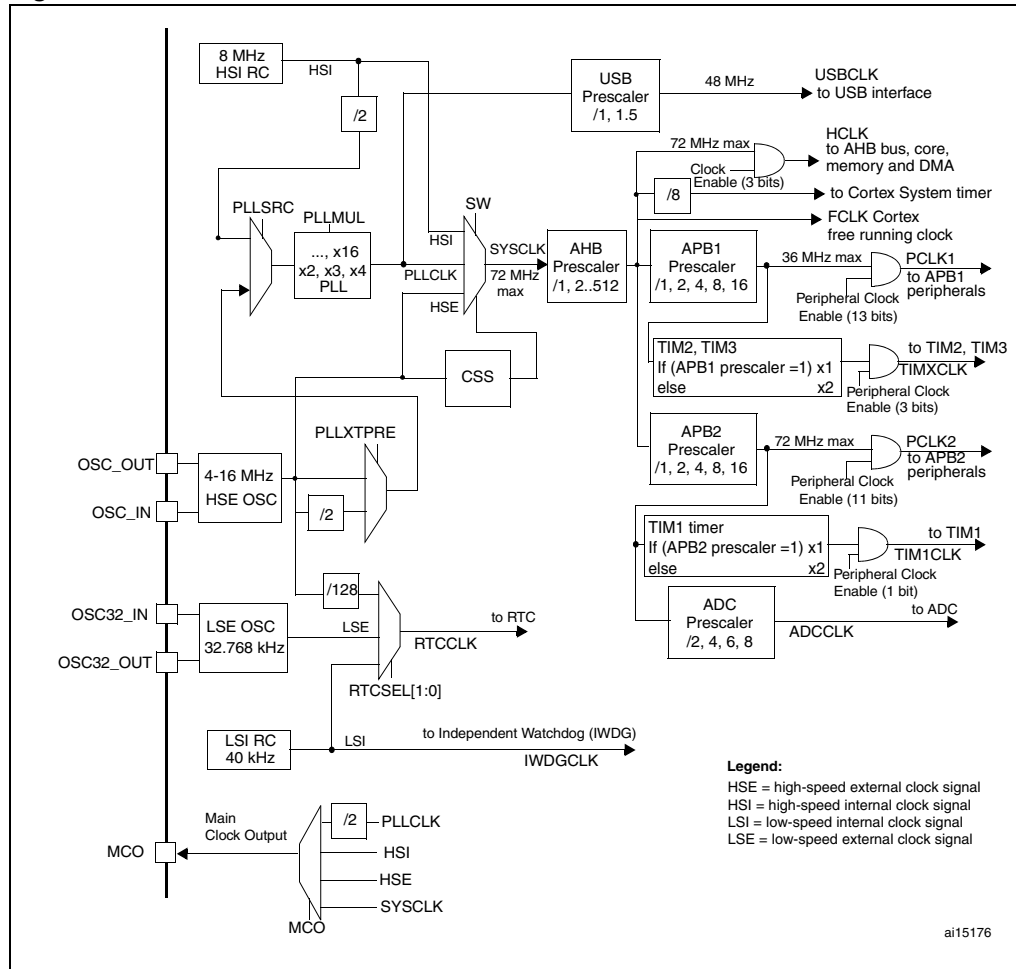 8 MHz
HSI RC
HSI
/2
USB
Prescaler
/1, 1.5
48 MHz
USBCLK
to USB interface
72 MHz max
Clock
Enable (3 bits)
HCLK
to AHB bus, core,
memory and DMA
/8
to Cortex System timer
FCLK Cortex
free running clock
PLLSRC
PLLMUL
..., x16
x2, x3, x4
PLL
SW
HSI
PLLCLK
HSE
SYSCLK
72 MHz
max
AHB
Prescaler
/1, 2..512
APB1
Prescaler
/1, 2, 4, 8, 16
36 MHz max
PCLK1
to APB1
peripherals
Peripheral Clock
Enable (13 bits)
TIM2, TIM3
If (APB1 prescaler =1) x1
else x2
to TIM2, TIM3
TIMXCLK
Peripheral Clock
Enable (3 bits)
CSS
APB2
Prescaler
/1, 2, 4, 8, 16
72 MHz max
PCLK2
to APB2
peripherals
Peripheral Clock
Enable (11 bits)
PLLXTPRE
OSC_OUT
OSC_IN
4-16 MHz
HSE OSC
/2
TIM1 timer
If (APB2 prescaler =1) x1
else x2
to TIM1
TIM1CLK
Peripheral Clock
Enable (1 bit)
/128
OSC32_IN
OSC32_OUT
LSE OSC
32.768 kHz
LSE
to RTC
RTCCLK
RTCSEL[1:0]
ADC
Prescaler
/2, 4, 6, 8
to ADC
ADCCLK
LSI RC
40 kHz
LSI
to Independent Watchdog (IWDG)
IWDGCLK
Legend:
HSE = high-speed external clock signal
HSI = high-speed internal clock signal
LSI = low-speed internal clock signal
LSE = low-speed external clock signal
Main
Clock Output
MCO
/2
PLLCLK
HSI
HSE
SYSCLK
MCO
ai15176